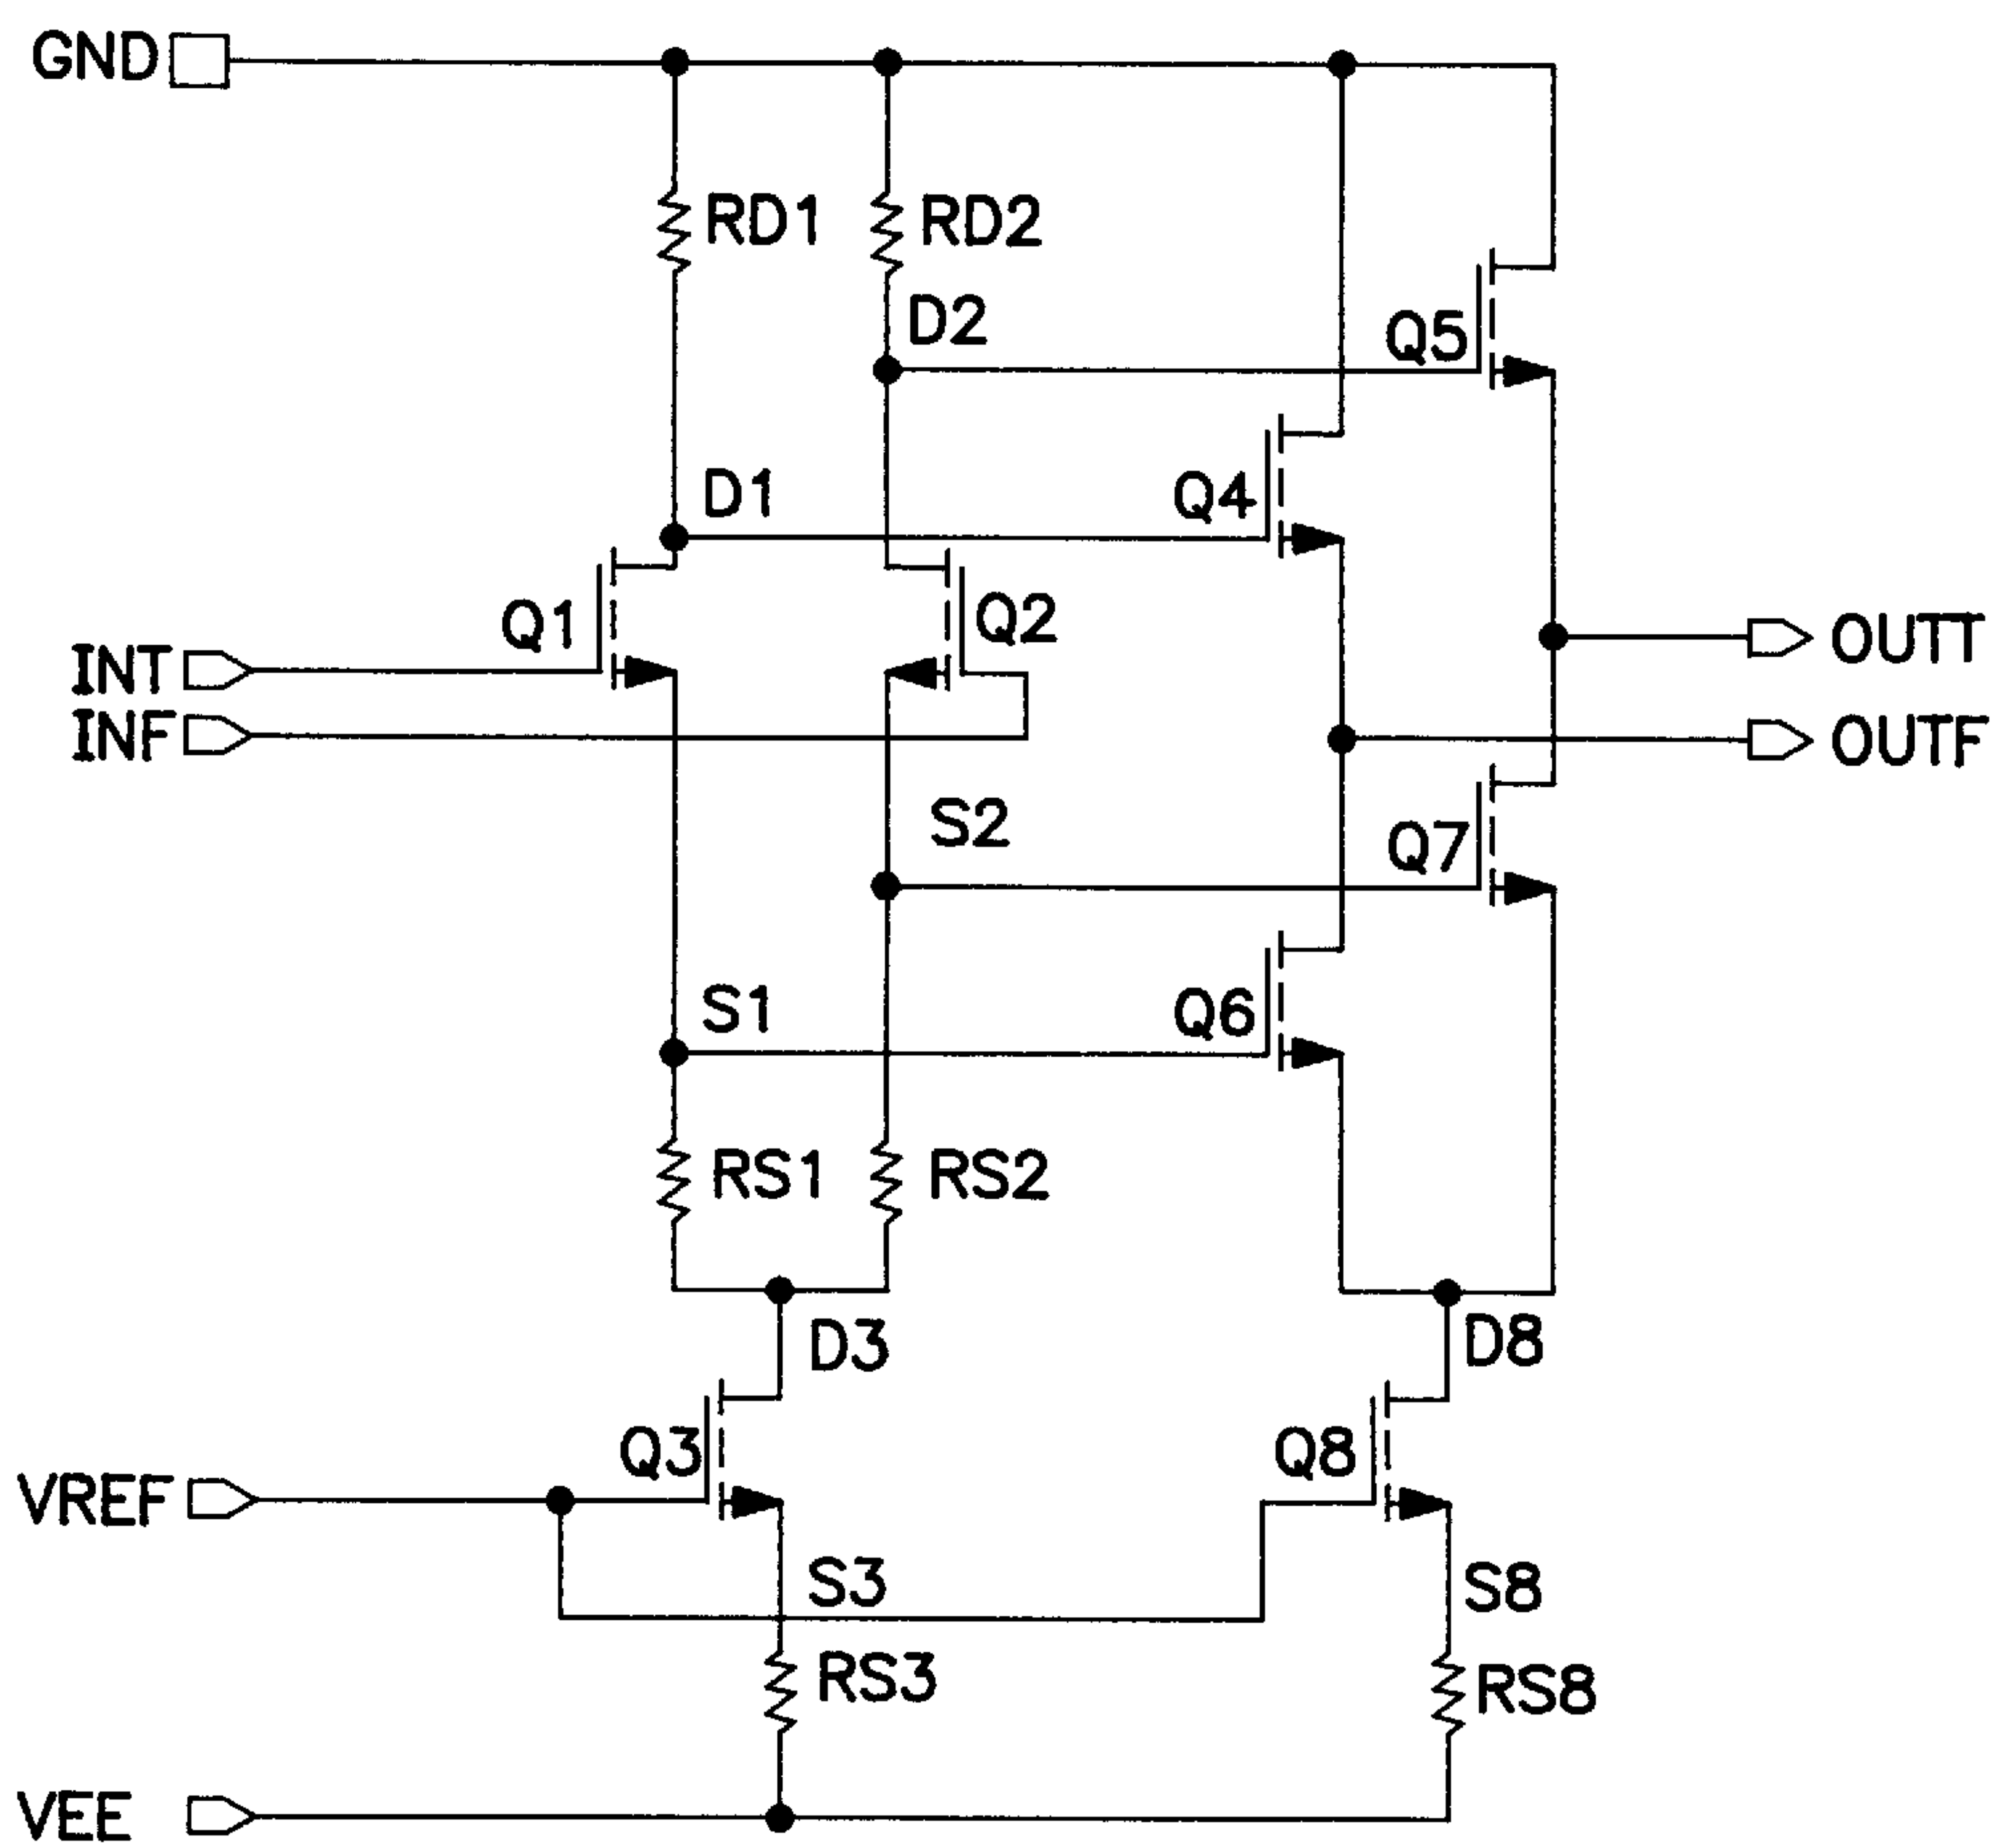 GND
RD1
RD2
D2
Q5
D1
Q4
Q1
Q2
INT
OUTT
INF
OUTF
S2
Q7
S1
Q6
RS1
RS2
D3
D8
Q3
Q8
VREF
S3
S8
RS3
RS8
VEE